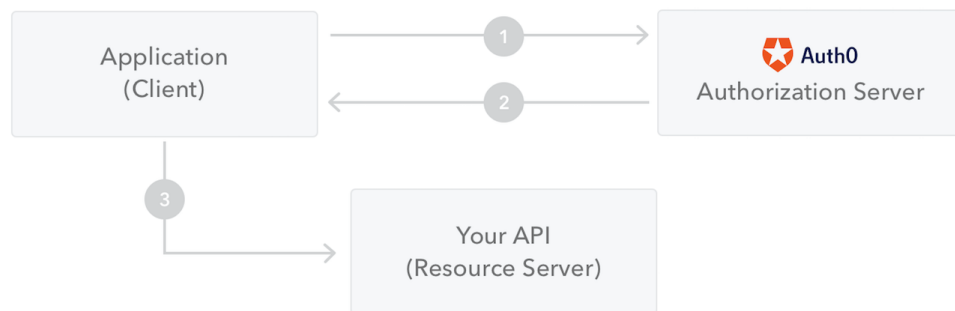 Application
(Client)
1
Auth0
Authorization Server
2
3
Your API
(Resource Server)